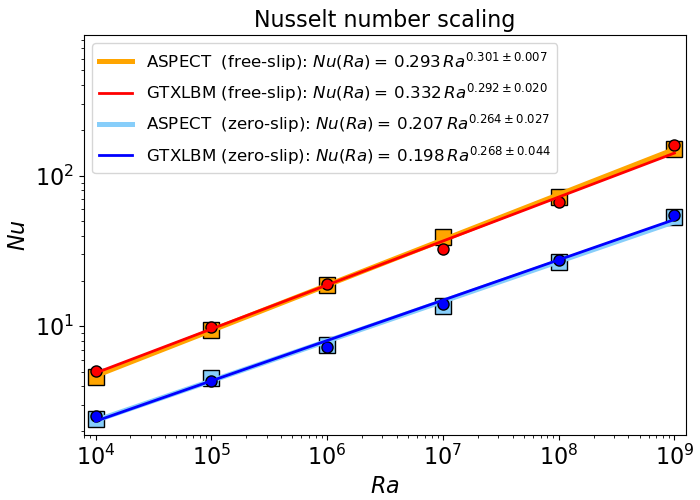 Nusselt number scaling
ASPECT (free-slip): Nu(Ra) = 0.293 Ra^{0.301 ± 0.007}
GTXLBM (free-slip): Nu(Ra) = 0.332 Ra^{0.292 ± 0.020}
ASPECT (zero-slip): Nu(Ra) = 0.207 Ra^{0.264 ± 0.027}
GTXLBM (zero-slip): Nu(Ra) = 0.198 Ra^{0.268 ± 0.044}
10^2
Nu
10^1
10^4 10^5 10^6 10^7 10^8 10^9
Ra